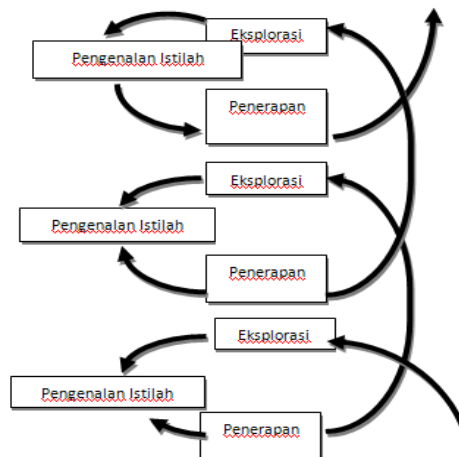 Eksplorasi
Pengenalan Istilah
Penerapan
Eksplorasi
Pengenalan Istilah
Penerapan
Eksplorasi
Pengenalan Istilah
Penerapan